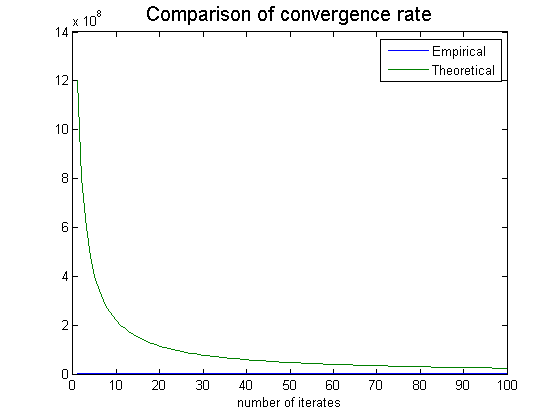 Comparison of convergence rate
x 10^8
14
12
10
8
6
4
2
0
Empirical
Theoretical
0 10 20 30 40 50 60 70 80 90 100
number of iterates